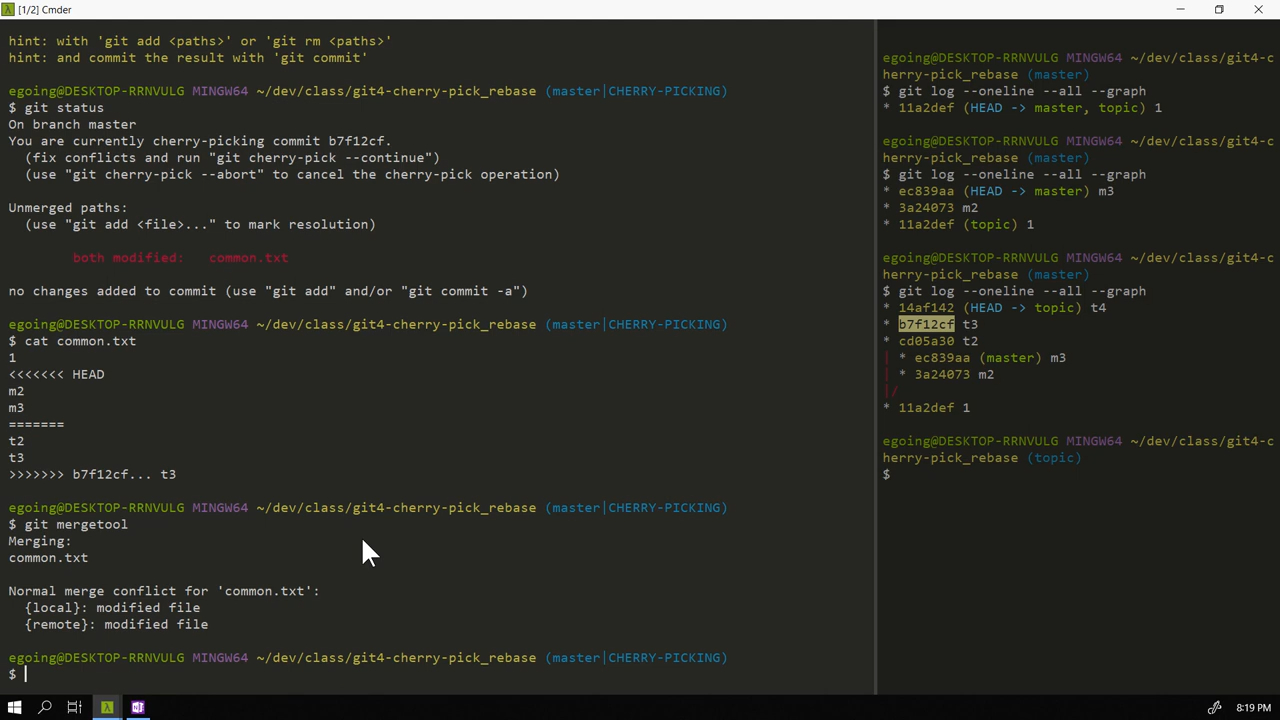 [1/2] Cmder
hint: with 'git add <paths>' or 'git rm <paths>'
hint: and commit the result with 'git commit'
egoing@DESKTOP-RRNVULG MINGW64 ~/dev/class/git4-cherry-pick_rebase (master|CHERRY-PICKING)
$ git status
On branch master
You are currently cherry-picking commit b7f12cf.
  (fix conflicts and run "git cherry-pick --continue")
  (use "git cherry-pick --abort" to cancel the cherry-pick operation)
Unmerged paths:
  (use "git add <file>..." to mark resolution)
        both modified:   common.txt
no changes added to commit (use "git add" and/or "git commit -a")
egoing@DESKTOP-RRNVULG MINGW64 ~/dev/class/git4-cherry-pick_rebase (master|CHERRY-PICKING)
$ cat common.txt
1
<<<<<<< HEAD
m2
m3
=======
t2
t3
>>>>>>> b7f12cf... t3
egoing@DESKTOP-RRNVULG MINGW64 ~/dev/class/git4-cherry-pick_rebase (master|CHERRY-PICKING)
$ git mergetool
Merging:
common.txt
Normal merge conflict for 'common.txt':
  {local}: modified file
  {remote}: modified file
egoing@DESKTOP-RRNVULG MINGW64 ~/dev/class/git4-cherry-pick_rebase (master|CHERRY-PICKING)
$
egoing@DESKTOP-RRNVULG MINGW64 ~/dev/class/git4-c
herry-pick_rebase (master)
$ git log --oneline --all --graph
* 11a2def (HEAD -> master, topic) 1
egoing@DESKTOP-RRNVULG MINGW64 ~/dev/class/git4-c
herry-pick_rebase (master)
$ git log --oneline --all --graph
* ec839aa (HEAD -> master) m3
* 3a24073 m2
* 11a2def (topic) 1
egoing@DESKTOP-RRNVULG MINGW64 ~/dev/class/git4-c
herry-pick_rebase (master)
$ git log --oneline --all --graph
* 14af142 (HEAD -> topic) t4
* b7f12cf t3
* cd05a30 t2
| * ec839aa (master) m3
| * 3a24073 m2
|/
* 11a2def 1
egoing@DESKTOP-RRNVULG MINGW64 ~/dev/class/git4-c
herry-pick_rebase (topic)
$
8:19 PM